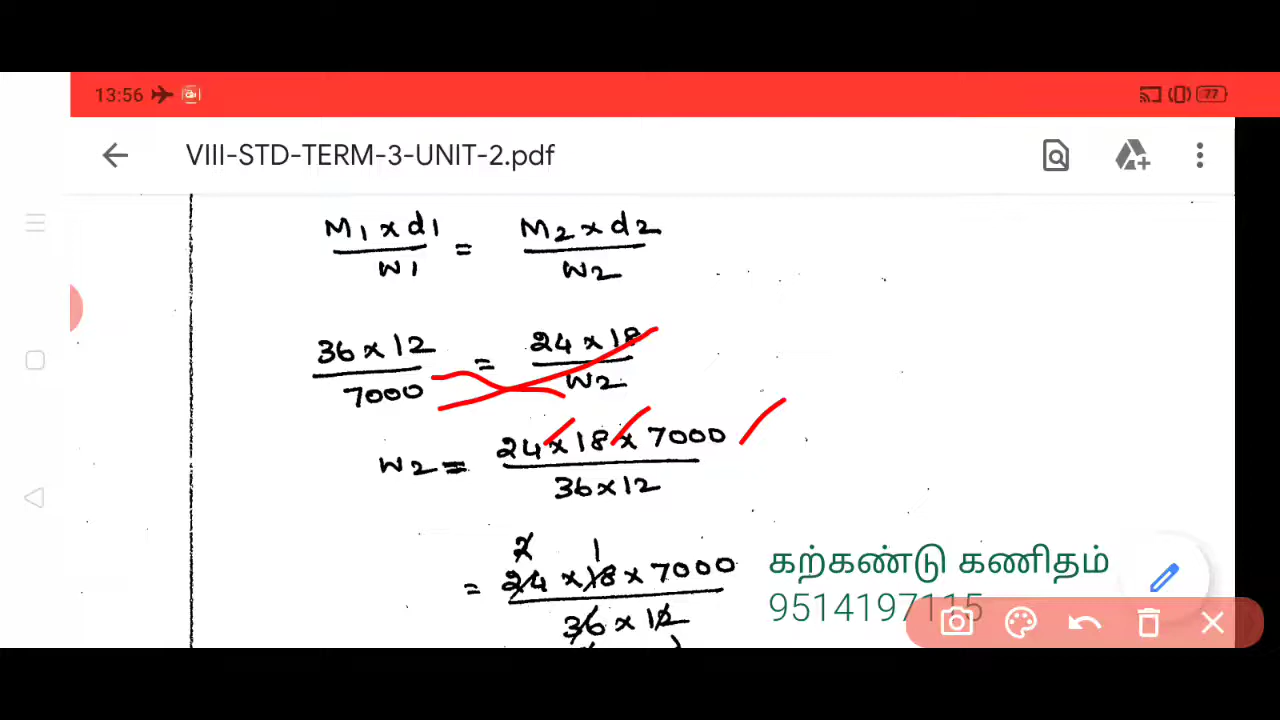 13:56 77
VIII-STD-TERM-3-UNIT-2.pdf
M1 x d1 / W1 = M2 x d2 / W2
36 x 12 / 7000 = 24 x 18 / W2
W2 = 24 x 18 x 7000 / 36 x 12
2 1
= 24 x 18 x 7000 / 36 x 12
கற்கண்டு கணிதம்
9514197115